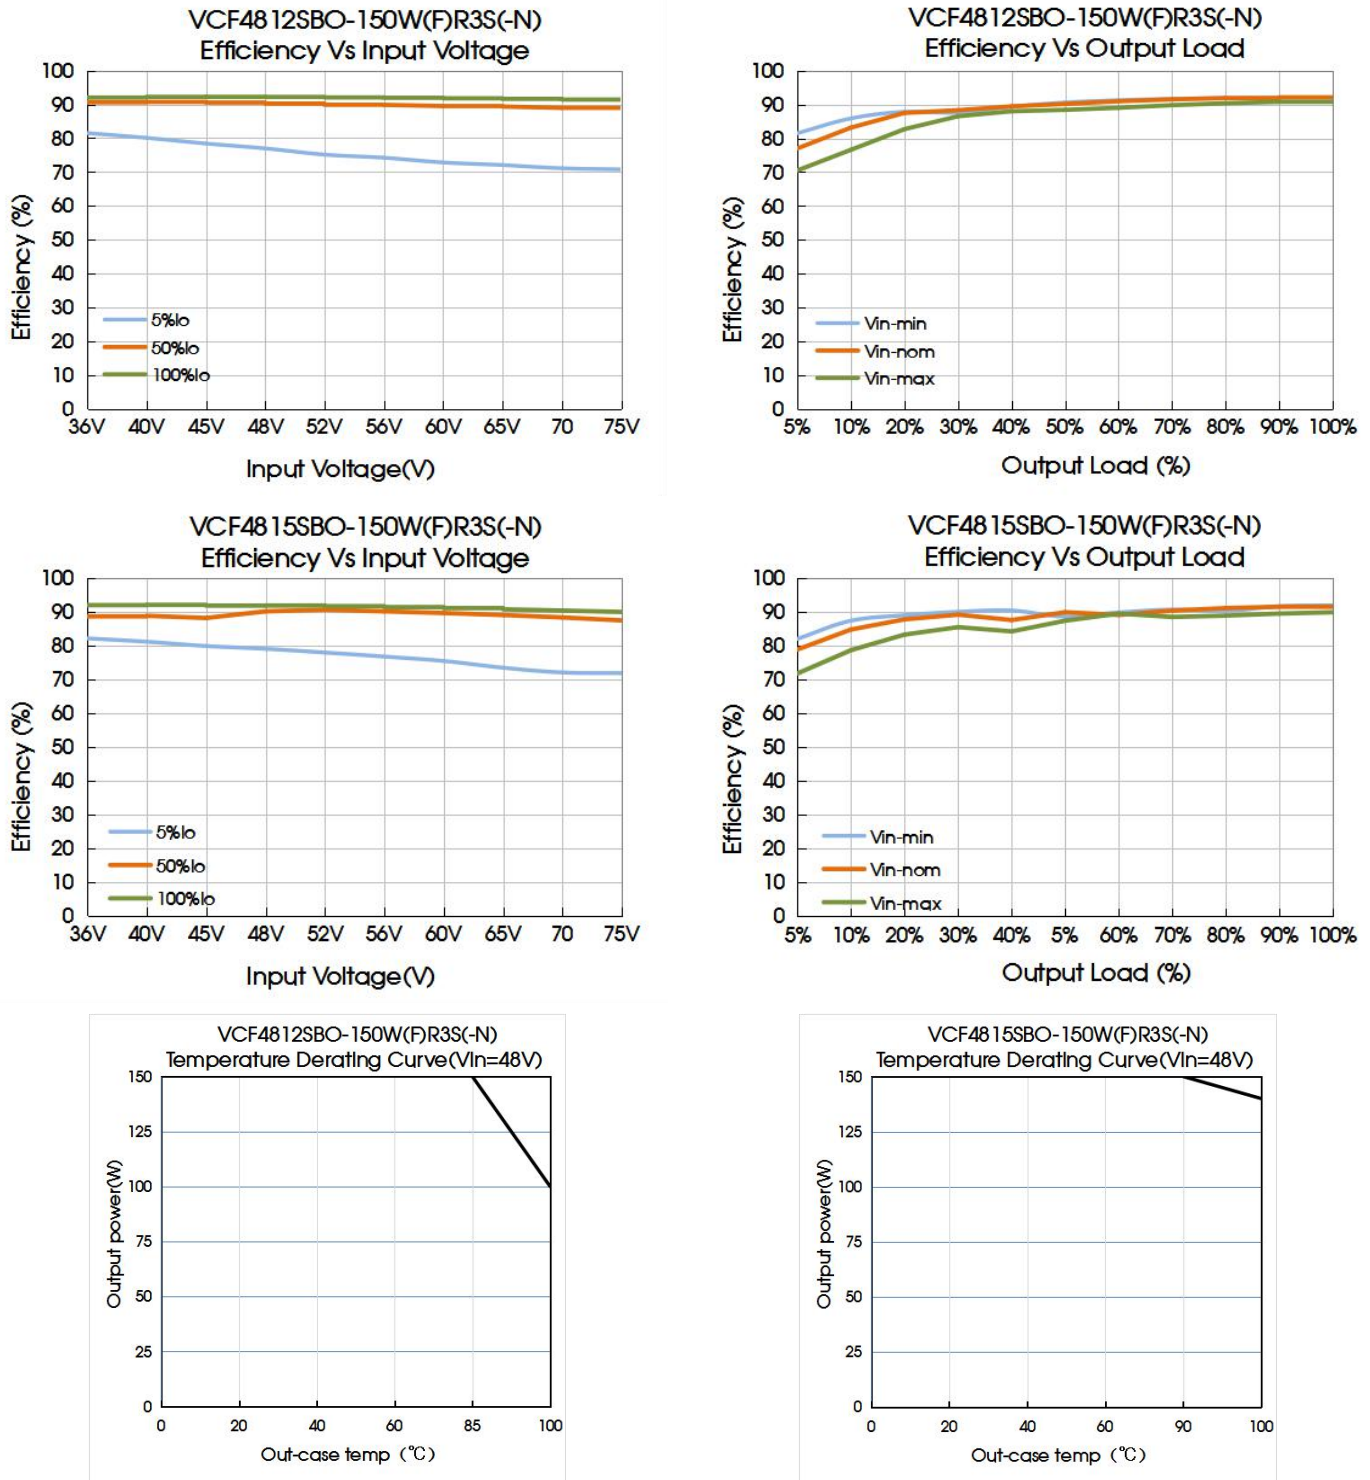 VCF4812SBO-150W(F)R3S(-N)
Efficiency Vs Input Voltage
100
90
80
70
60
50
40
30
20
10
0
Efficiency (%)
5%Io
50%Io
100%Io
36V 40V 45V 48V 52V 56V 60V 65V 70 75V
Input Voltage(V)
VCF4812SBO-150W(F)R3S(-N)
Efficiency Vs Output Load
100
90
80
70
60
50
40
30
20
10
0
Efficiency (%)
Vin-min
Vin-nom
Vin-max
5% 10% 20% 30% 40% 50% 60% 70% 80% 90% 100%
Output Load (%)
VCF4815SBO-150W(F)R3S(-N)
Efficiency Vs Input Voltage
100
90
80
70
60
50
40
30
20
10
0
Efficiency (%)
5%Io
50%Io
100%Io
36V 40V 45V 48V 52V 56V 60V 65V 70 75V
Input Voltage(V)
VCF4815SBO-150W(F)R3S(-N)
Efficiency Vs Output Load
100
90
80
70
60
50
40
30
20
10
0
Efficiency (%)
Vin-min
Vin-nom
Vin-max
5% 10% 20% 30% 40% 5% 60% 70% 80% 90% 100%
Output Load (%)
VCF4812SBO-150W(F)R3S(-N)
Temperature Derating Curve(Vin=48V)
150
125
100
75
50
25
0
Output power(W)
0 20 40 60 85 100
Out-case temp (℃)
VCF4815SBO-150W(F)R3S(-N)
Temperature Derating Curve(Vin=48V)
150
125
100
75
50
25
0
Output power(W)
0 20 40 60 90 100
Out-case temp (℃)